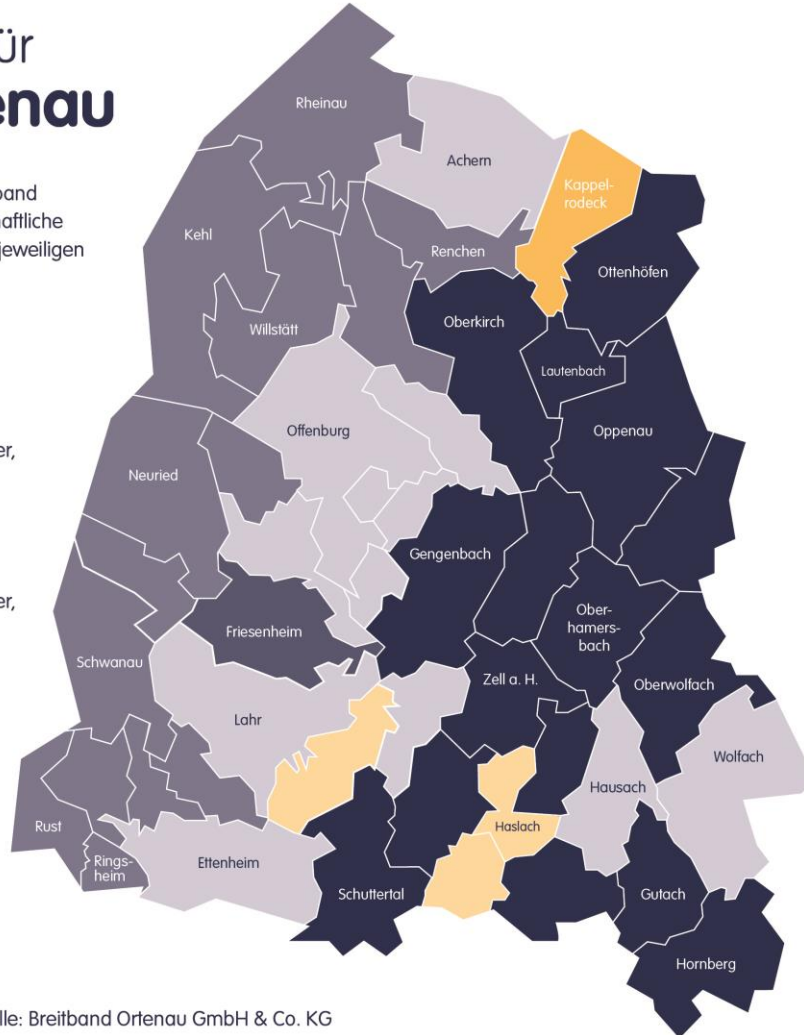 ür
enau
band
haftliche
jeweiligen
er,
er,
Rheinau
Achern
Kappel-
rodeck
Kehl
Renchen
Ottenhöfen
Oberkirch
Willstätt
Lautenbach
Offenburg
Oppenau
Neuried
Gengenbach
Ober-
hamers-
bach
Friesenheim
Schwanau
Zell a. H.
Oberwolfach
Lahr
Wolfach
Hausach
Rust
Haslach
Rings-
heim
Ettenheim
Schuttertal
Gutach
Hornberg
lle: Breitband Ortenau GmbH & Co. KG